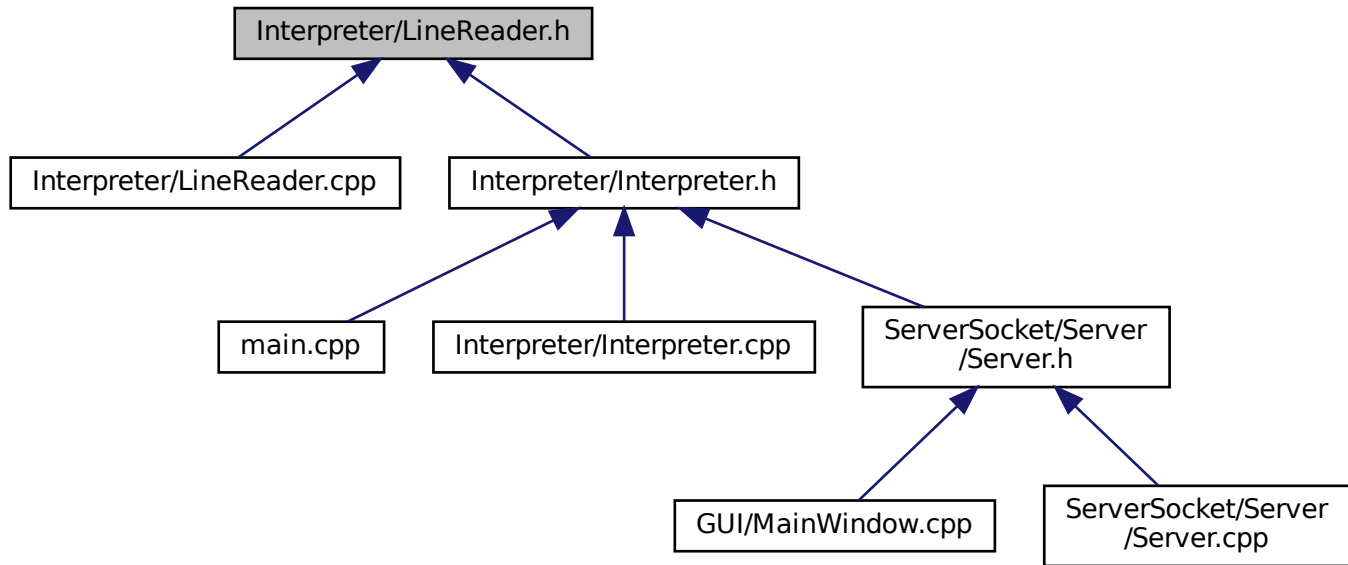 Interpreter/LineReader.h
Interpreter/LineReader.cpp
Interpreter/Interpreter.h
main.cpp
Interpreter/Interpreter.cpp
ServerSocket/Server
/Server.h
GUI/MainWindow.cpp
ServerSocket/Server
/Server.cpp